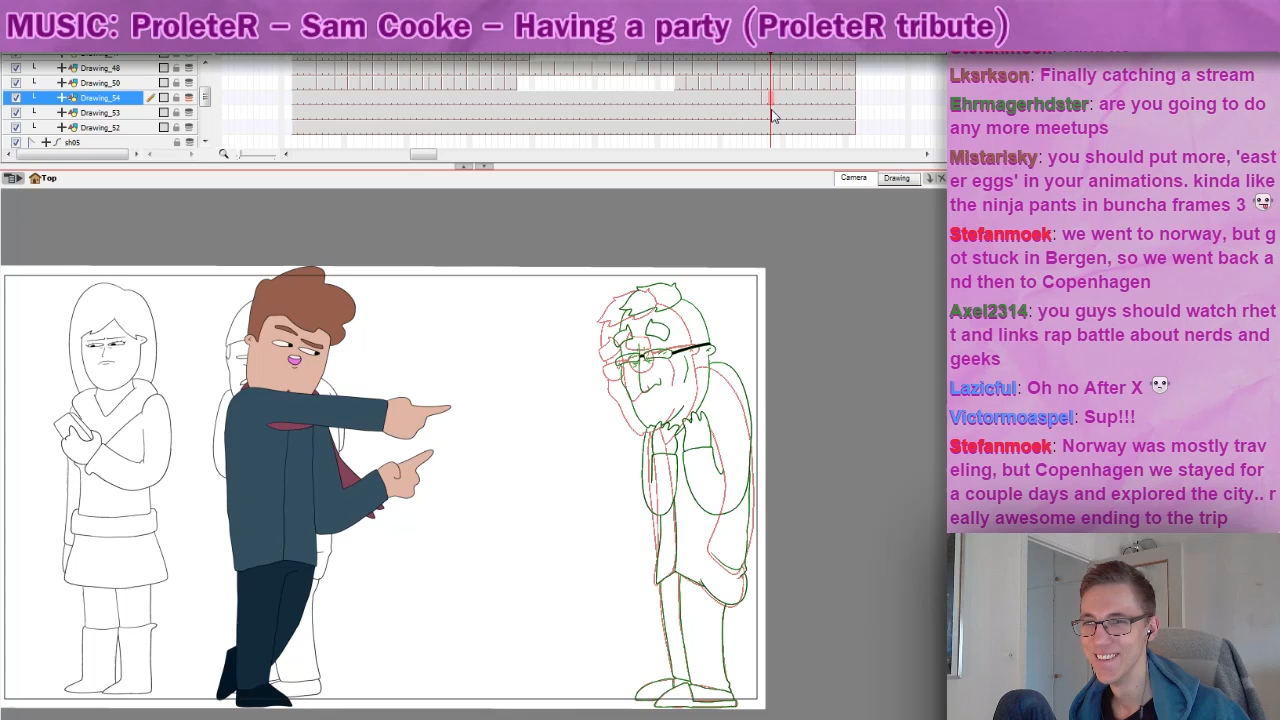 MUSIC: ProleteR – Sam Cooke – Having a party (ProleteR tribute)
Drawing_48
Drawing_50
Drawing_54
Drawing_53
Drawing_52
sh05
Top
Camera
Drawing
Lksrkson: Finally catching a stream
Ehrmagerhdster: are you going to do
any more meetups
Mistarisky: you should put more, 'east
er eggs' in your animations. kinda like
the ninja pants in buncha frames 3
Stefanmoek: we went to norway, but g
ot stuck in Bergen, so we went back a
nd then to Copenhagen
Axel2314: you guys should watch rhet
t and links rap battle about nerds and
geeks
Lazicful: Oh no After X
Victormoaspel: Sup!!!
Stefanmoek: Norway was mostly trav
eling, but Copenhagen we stayed for
a couple days and explored the city.. r
eally awesome ending to the trip